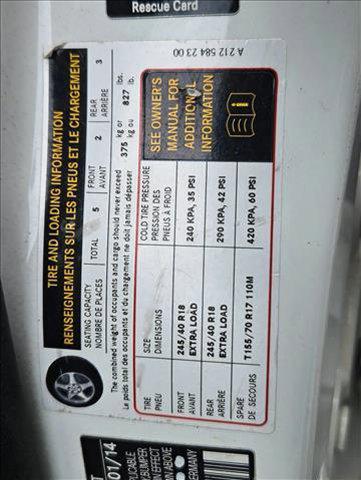 Rescue Card
A 212 584 23 00
TIRE AND LOADING INFORMATION
RENSEIGNEMENTS SUR LES PNEUS ET LE CHARGEMENT
SEATING CAPACITY TOTAL 5 FRONT 2 REAR 3
NOMBRE DE PLACES AVANT ARRIÈRE
The combined weight of occupants and cargo should never exceed 375 kg or 827 lbs.
Le poids total des occupants et du chargement ne doit jamais dépasser kg ou lb.
TIRE SIZE COLD TIRE PRESSURE
PNEU DIMENSIONS PRESSION DES
PNEUS À FROID
FRONT 245/40 R18 240 KPA, 35 PSI
AVANT EXTRA LOAD
REAR 245/40 R18 290 KPA, 42 PSI
ARRIÈRE EXTRA LOAD
SPARE T155/70 R17 110M 420 KPA, 60 PSI
DE SECOURS
SEE OWNER'S
MANUAL FOR
ADDITIONAL
INFORMATION
01/14
BUMPER
GERMANY